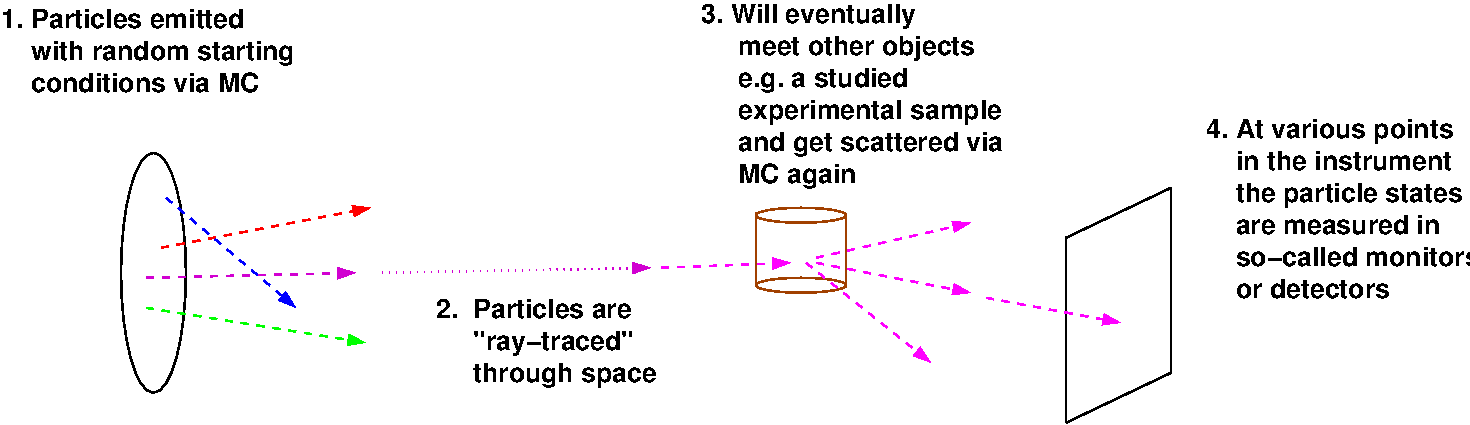 1. Particles emitted
with random starting
conditions via MC
2. Particles are
"ray−traced"
through space
3. Will eventually
meet other objects
e.g. a studied
experimental sample
and get scattered via
MC again
4. At various points
in the instrument
the particle states
are measured in
so−called monitors
or detectors